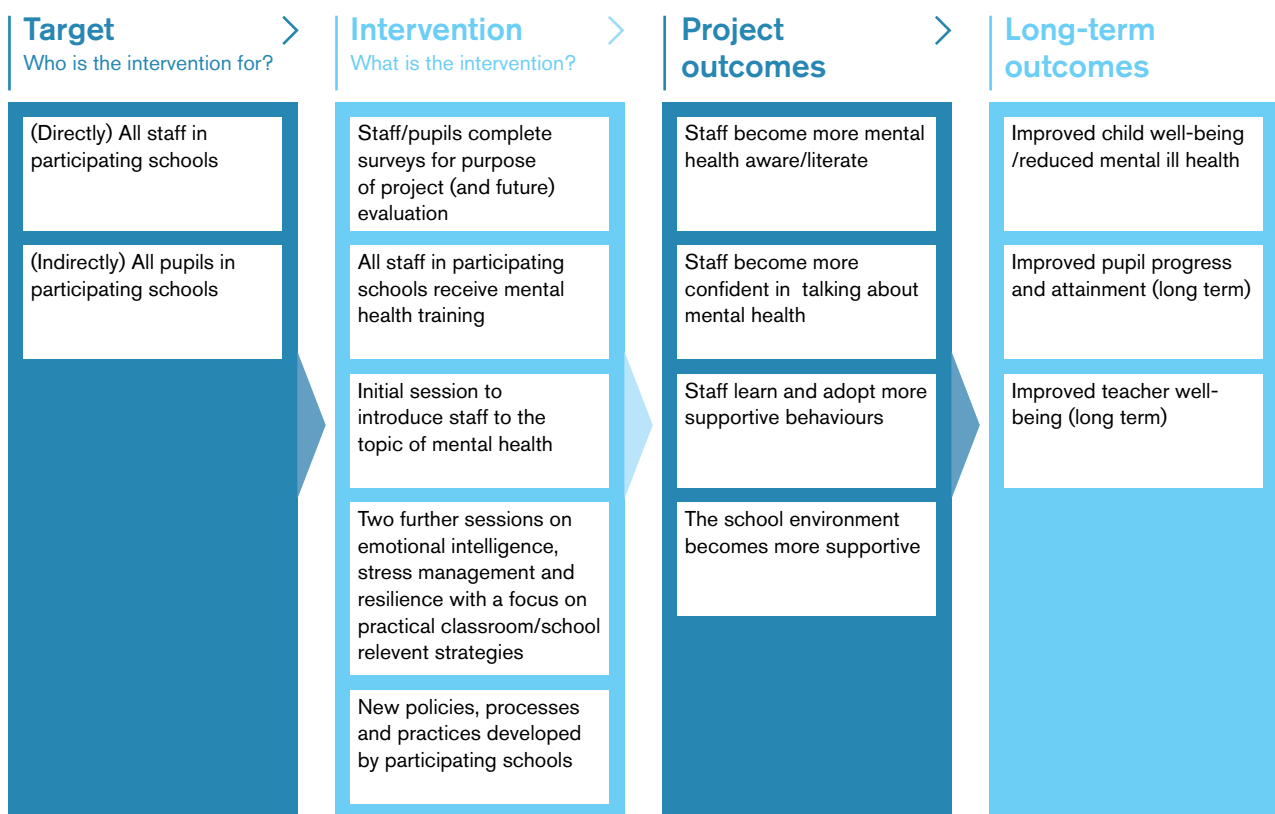 Target
Who is the intervention for?
(Directly) All staff in
participating schools
(Indirectly) All pupils in
participating schools
Intervention
What is the intervention?
Staff/pupils complete
surveys for purpose
of project (and future)
evaluation
All staff in participating
schools receive mental
health training
Initial session to
introduce staff to the
topic of mental health
Two further sessions on
emotional intelligence,
stress management and
resilience with a focus on
practical classroom/school
relevent strategies
New policies, processes
and practices developed
by participating schools
Project
outcomes
Staff become more mental
health aware/literate
Staff become more
confident in talking about
mental health
Staff learn and adopt more
supportive behaviours
The school environment
becomes more supportive
Long-term
outcomes
Improved child well-being
/reduced mental ill health
Improved pupil progress
and attainment (long term)
Improved teacher well-
being (long term)